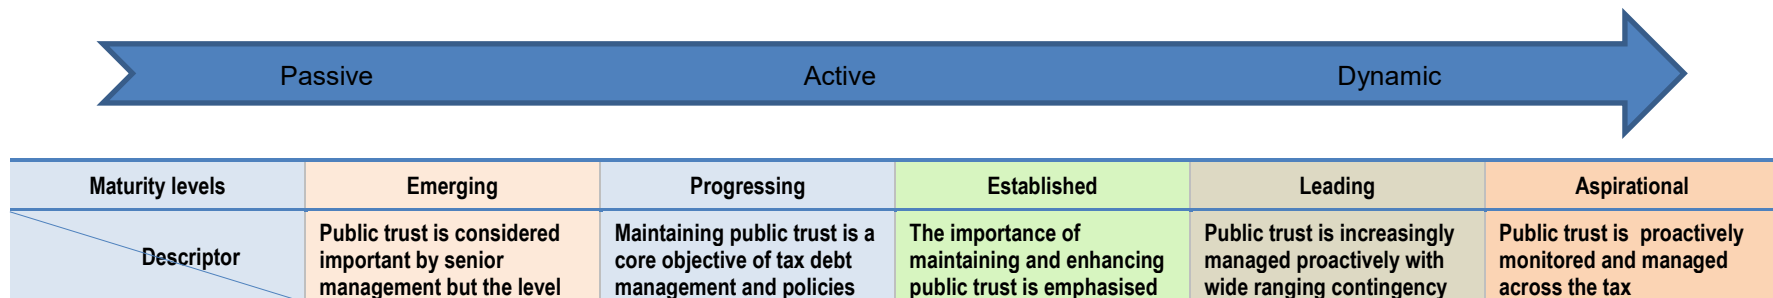 Passive Active Dynamic
Maturity levels Emerging Progressing Established Leading Aspirational
Descriptor
Public trust is considered
important by senior
management but the level
Maintaining public trust is a
core objective of tax debt
management and policies
The importance of
maintaining and enhancing
public trust is emphasised
Public trust is increasingly
managed proactively with
wide ranging contingency
Public trust is proactively
monitored and managed
across the tax